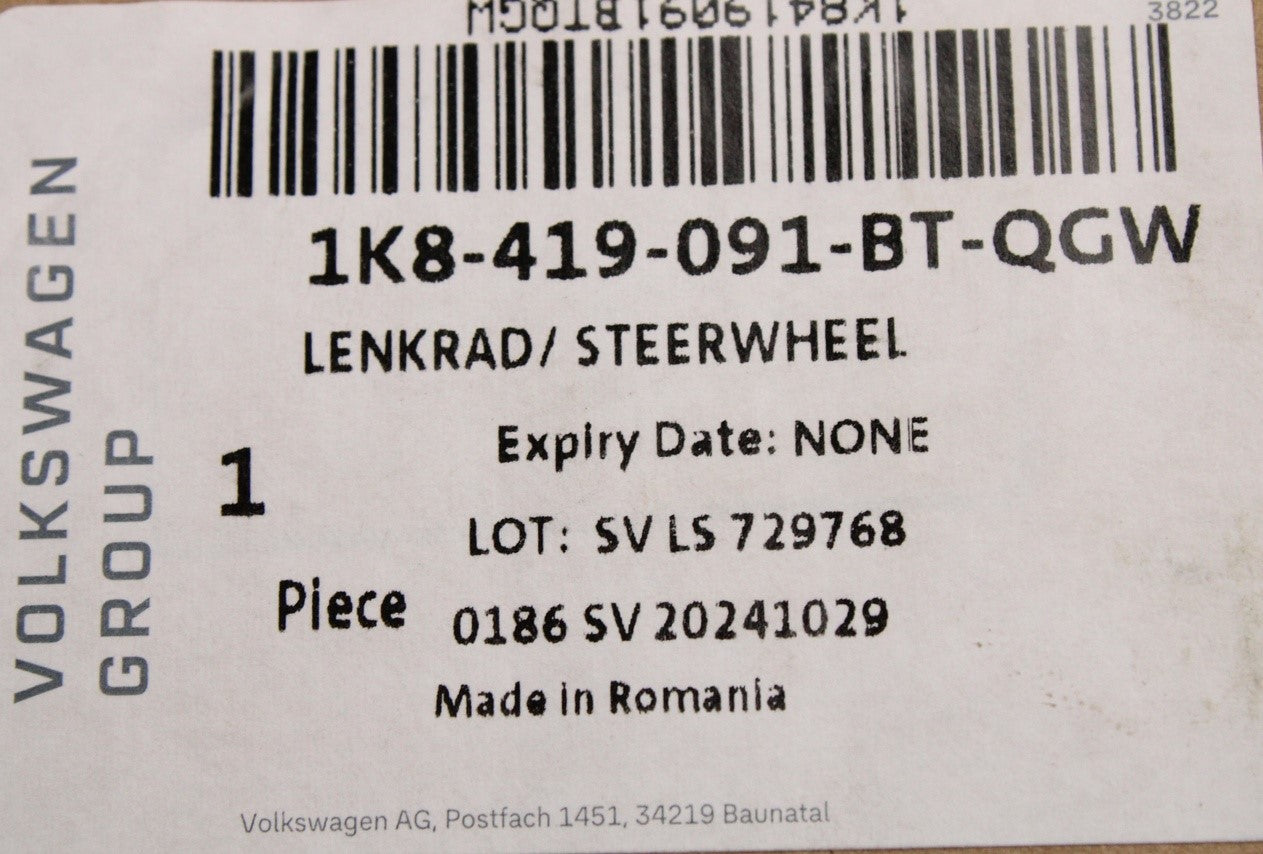 1K8419091BTQGW
3822
1K8-419-091-BT-QGW
LENKRAD/ STEERWHEEL
Expiry Date: NONE
1
LOT: SV LS 729768
Piece
0186 SV 20241029
Made in Romania
VOLKSWAGEN
GROUP
Volkswagen AG, Postfach 1451, 34219 Baunatal